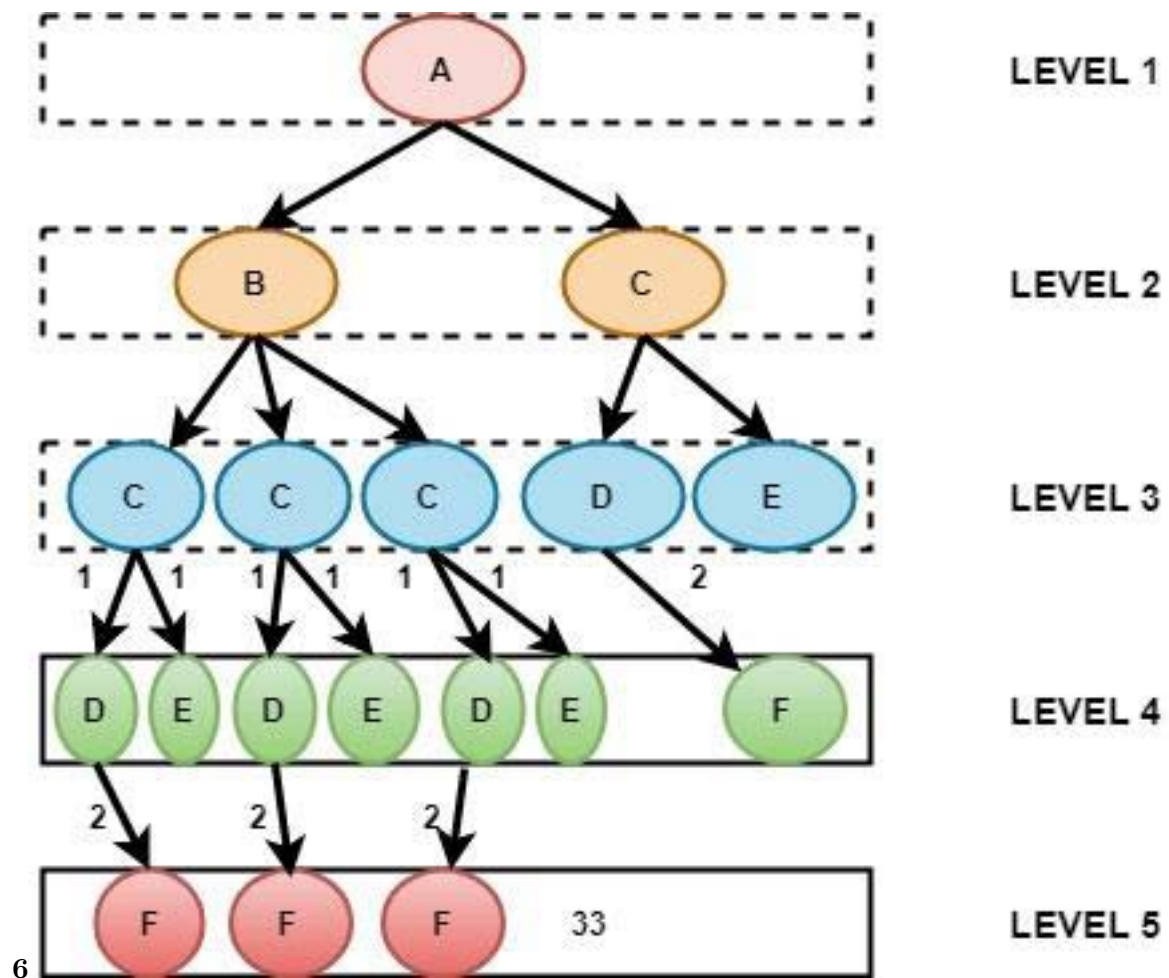 A LEVEL 1
B C LEVEL 2
C C C D E LEVEL 3
1 1 1 1 1 1 2
D E D E D E F LEVEL 4
2 2 2
F F F 33 LEVEL 5
6